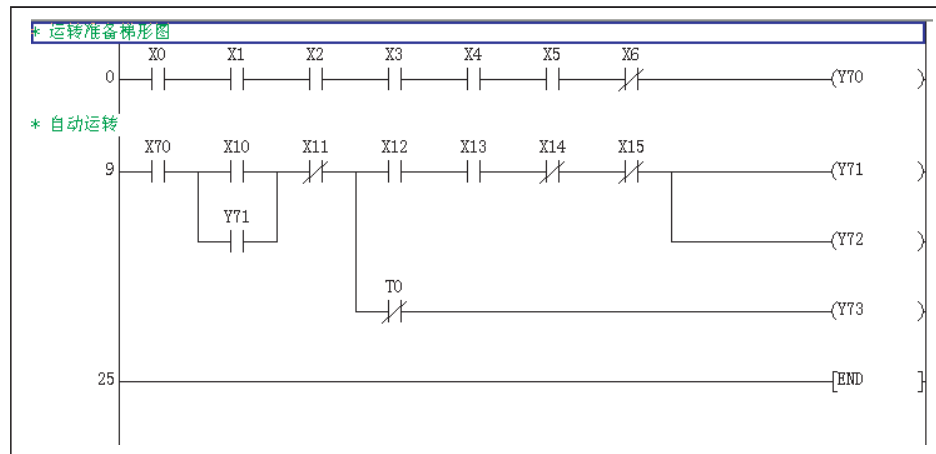 * 运转准备梯形图
X0 X1 X2 X3 X4 X5 X6
0 (Y70 )
* 自动运转
X70 X10 X11 X12 X13 X14 X15
9 (Y71 )
Y71
(Y72 )
T0
(Y73 )
25 [END ]